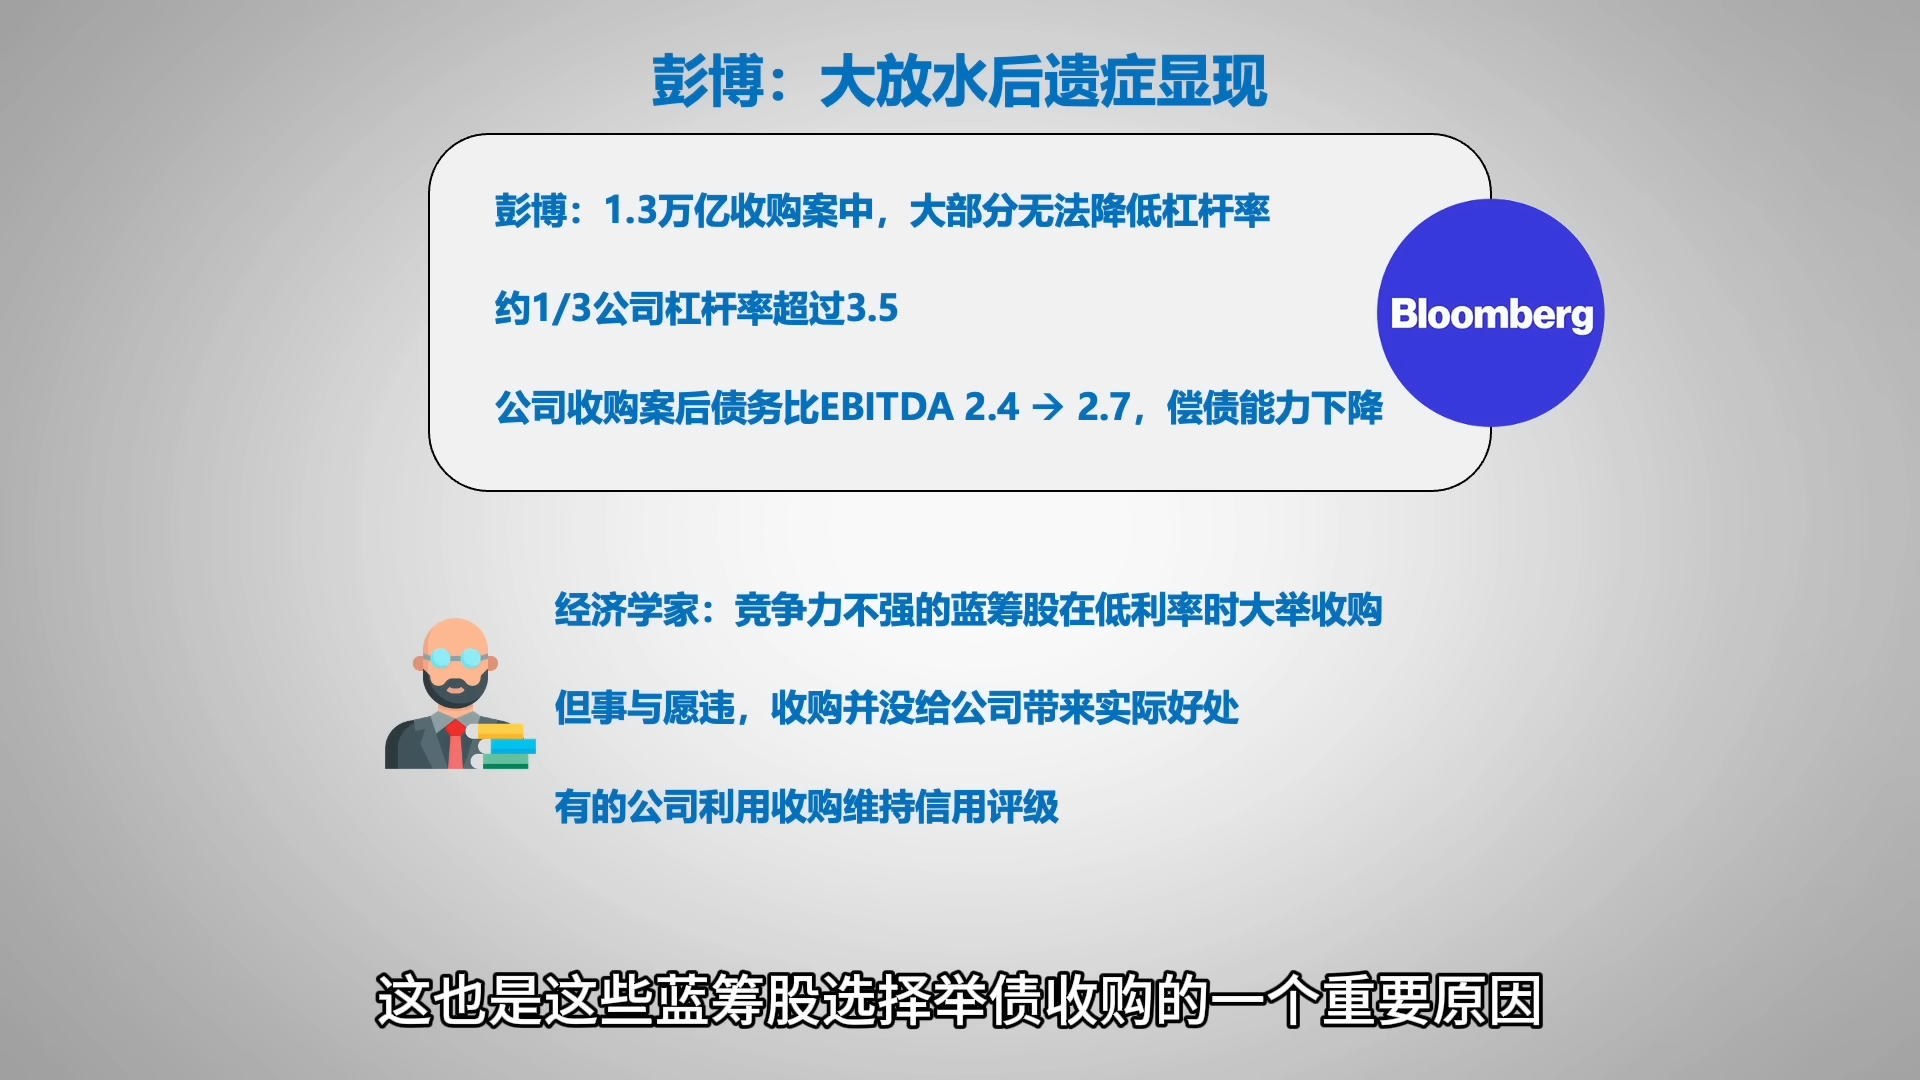 彭博：大放水后遗症显现
彭博：1.3万亿收购案中，大部分无法降低杠杆率
约1/3公司杠杆率超过3.5
公司收购案后债务比EBITDA 2.4 → 2.7，偿债能力下降
Bloomberg
经济学家：竞争力不强的蓝筹股在低利率时大举收购
但事与愿违，收购并没给公司带来实际好处
有的公司利用收购维持信用评级
这也是这些蓝筹股选择举债收购的一个重要原因